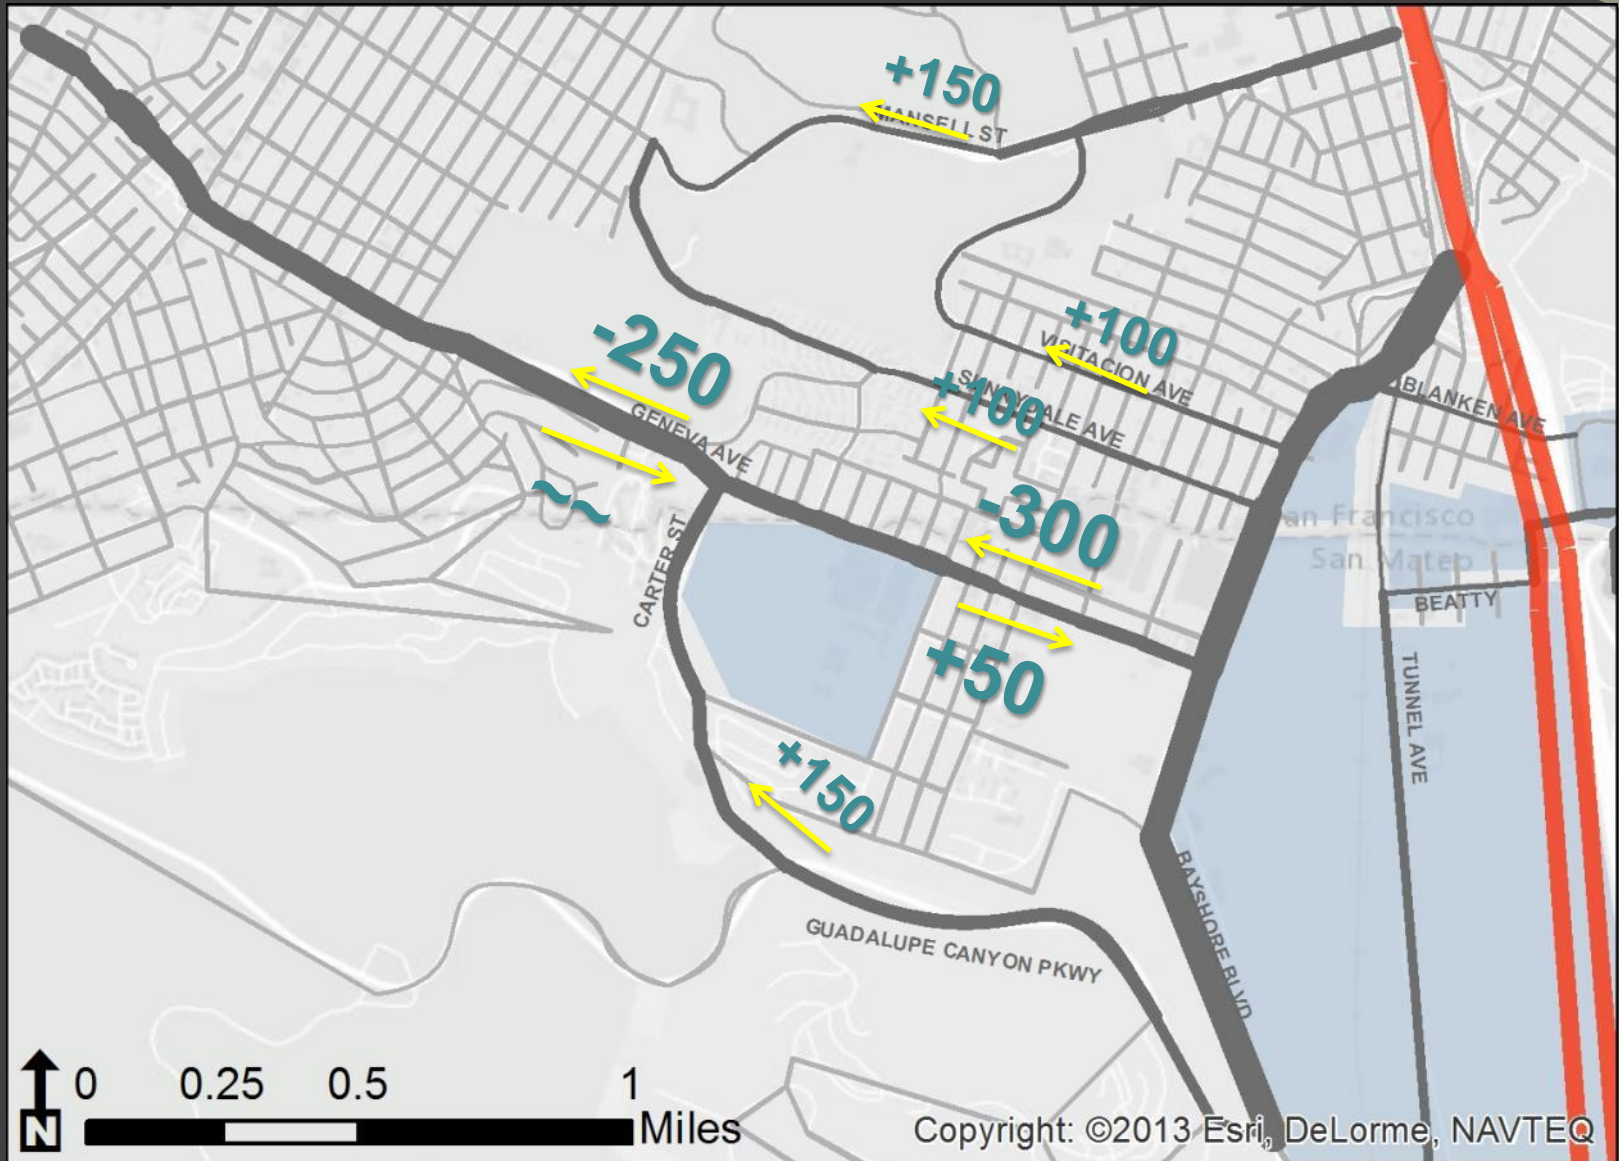 +150
MANSELL ST
+100
VISITACION AVE
-250
+100
SUNNYDALE AVE
BLANKEN AVE
GENEVA AVE
~~
-300
San Francisco
San Mateo
CARTER ST
BEATTY
+50
TUNNEL AVE
+150
BAYSHORE BLVD
GUADALUPE CANYON PKWY
0 0.25 0.5 1
Miles
N
Copyright: ©2013 Esri, DeLorme, NAVTEQ